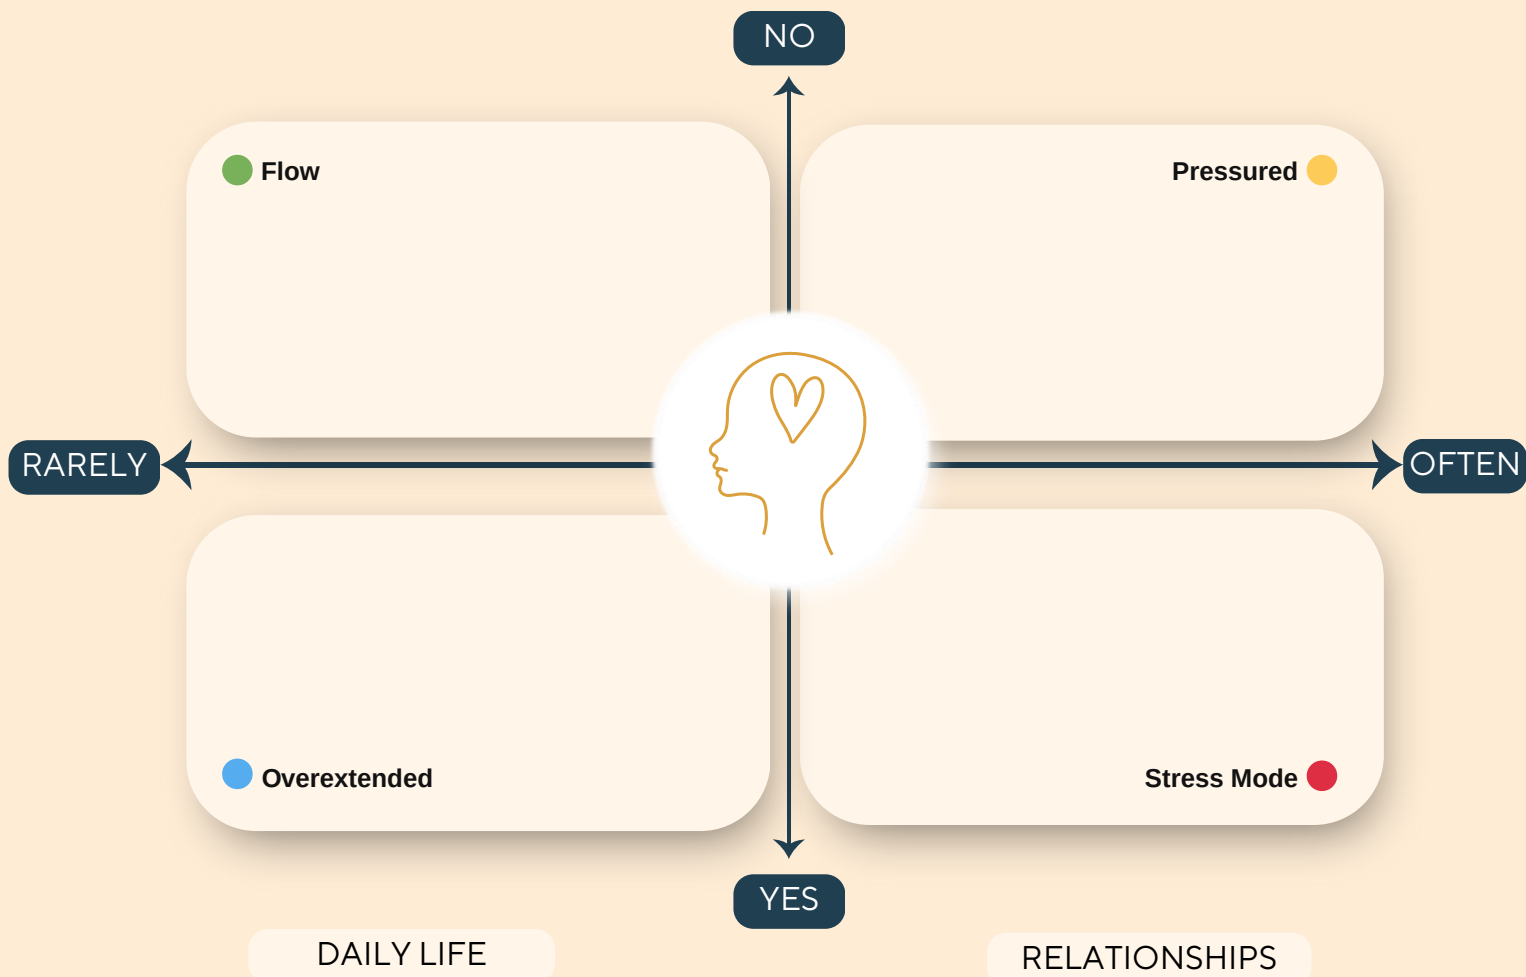 NO
Flow
Pressured
RARELY
OFTEN
Overextended
Stress Mode
YES
DAILY LIFE
RELATIONSHIPS